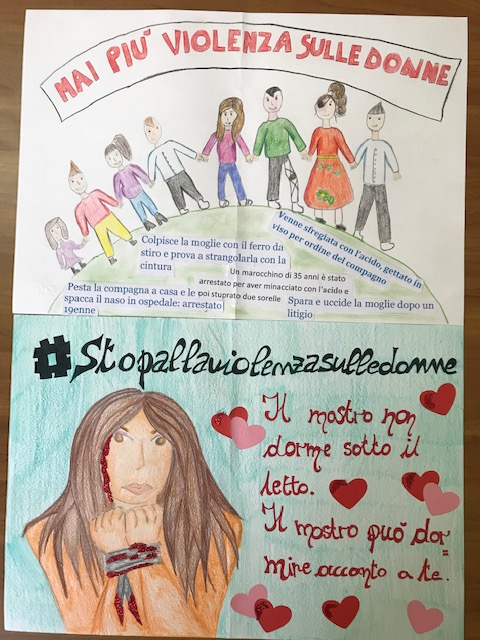 MAI PIU' VIOLENZA SULLE DONNE
Colpisce la moglie con il ferro da
stiro e prova a strangolarla con la
cintura
Venne sfregiata con l'acido, gettato in
viso per ordine del compagno
Un marocchino di 35 anni è stato
arrestato per aver minacciato con l'acido e
poi stuprato due sorelle
Pesta la compagna a casa e le
spacca il naso in ospedale: arrestato
19enne
Spara e uccide la moglie dopo un
litigio
#Stopallaviolenzasulledonne
Il mostro non
dorme sotto il
letto.
Il mostro può dor=
mire accanto a te.